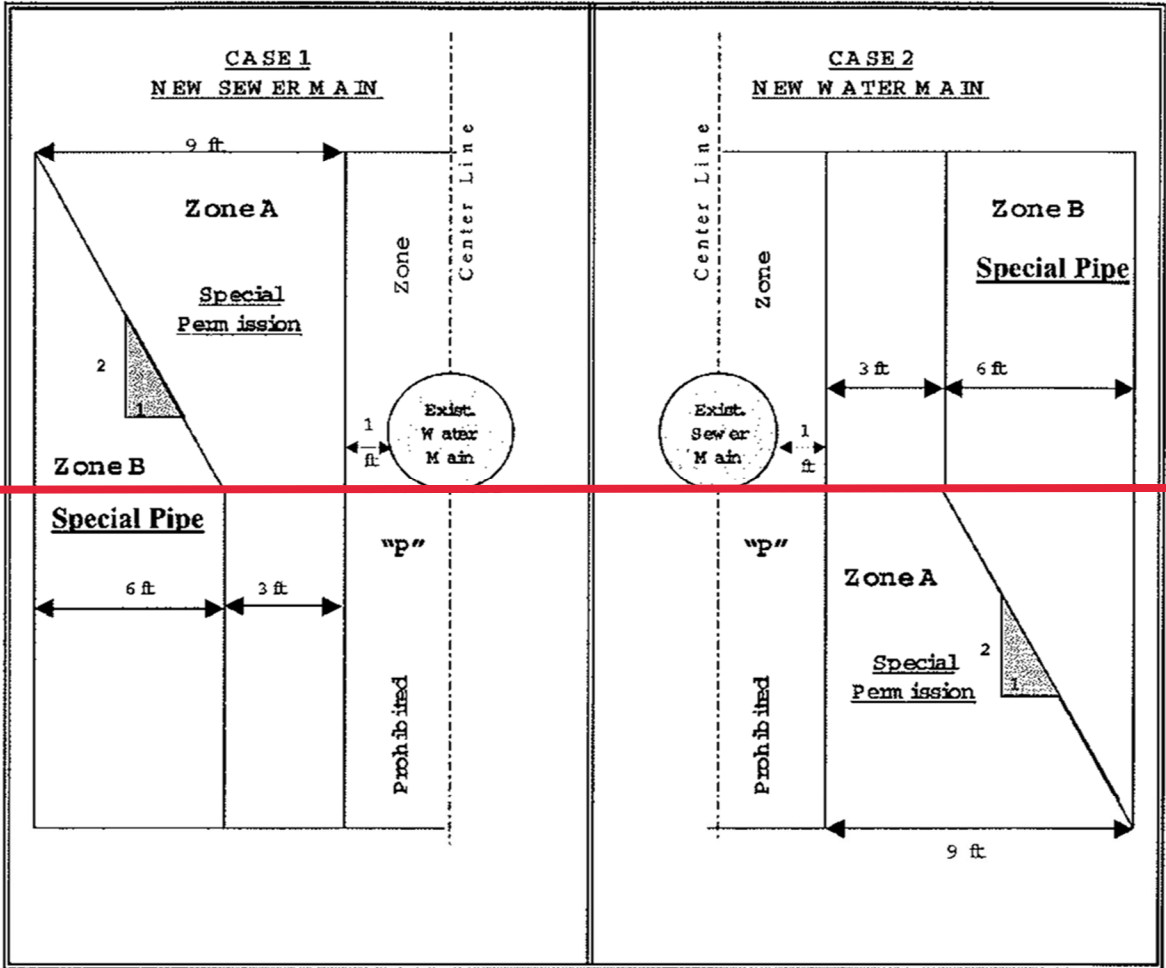 CASE 1
NEW SEWER MAIN
9 ft
Zone A
Special
Permission
2
1
Zone B
Special Pipe
6 ft
3 ft
Zone
"P"
Prohibited
Center Line
1
ft
Exist.
Water
Main
CASE 2
NEW WATER MAIN
Center Line
Zone
"P"
Prohibited
Exist.
Sewer
Main
1
ft
3 ft
6 ft
Zone B
Special Pipe
Zone A
Special
Permission
2
1
9 ft